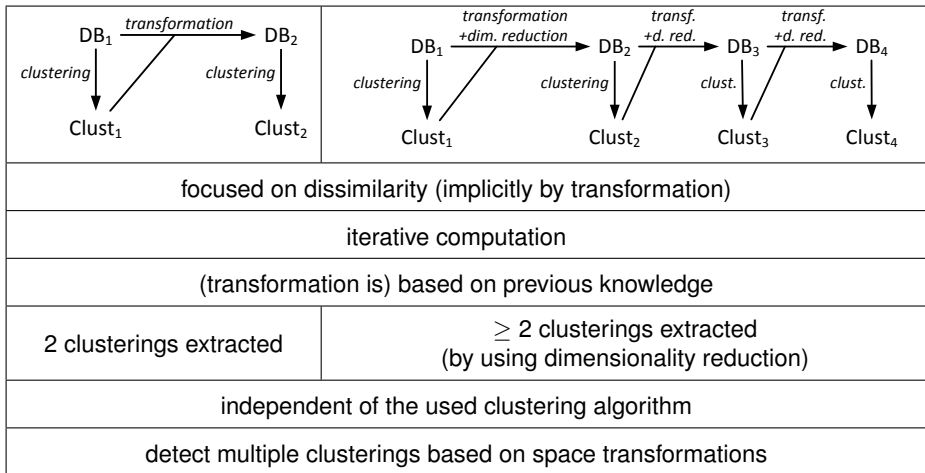 transformation
DB₁ DB₂
clustering clustering
Clust₁ Clust₂
transformation transf. transf.
+dim. reduction +d. red. +d. red.
DB₁ DB₂ DB₃ DB₄
clustering clustering clust. clust.
Clust₁ Clust₂ Clust₃ Clust₄
focused on dissimilarity (implicitly by transformation)
iterative computation
(transformation is) based on previous knowledge
2 clusterings extracted
≥ 2 clusterings extracted
(by using dimensionality reduction)
independent of the used clustering algorithm
detect multiple clusterings based on space transformations